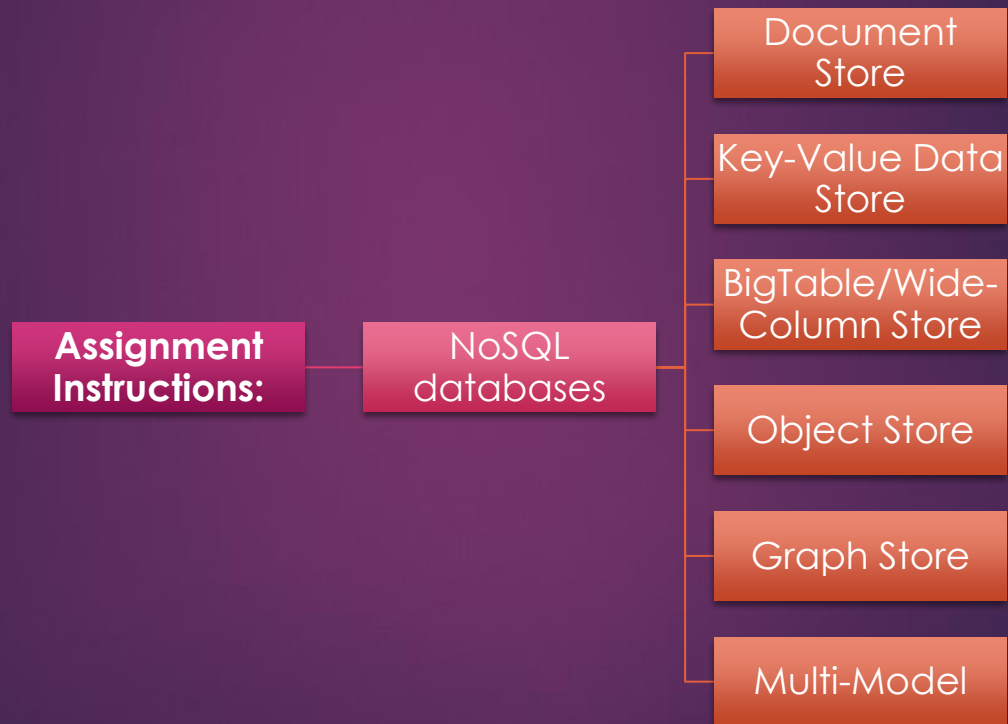 Assignment
Instructions:
NoSQL
databases
Document
Store
Key-Value Data
Store
BigTable/Wide-
Column Store
Object Store
Graph Store
Multi-Model